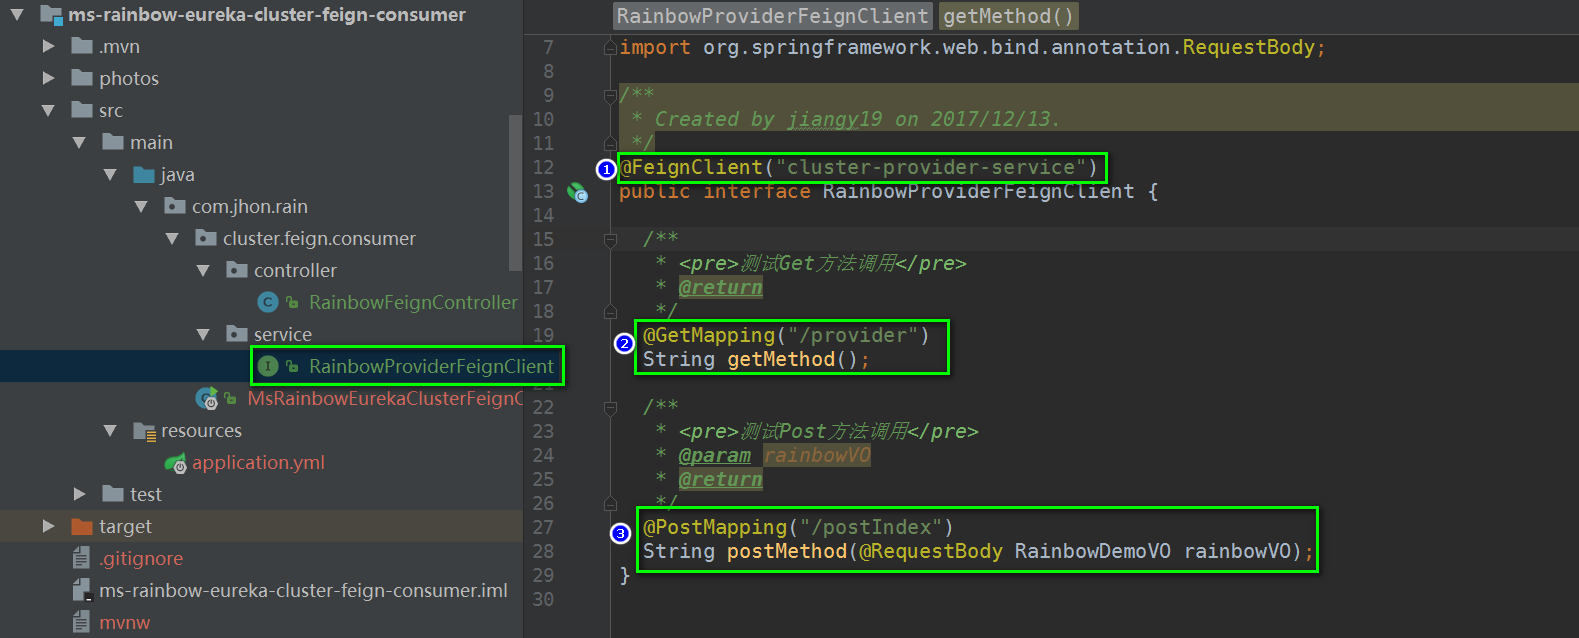 ms-rainbow-eureka-cluster-feign-consumer
.mvn
photos
src
main
java
com.jhon.rain
cluster.feign.consumer
controller
RainbowFeignController
service
RainbowProviderFeignClient
MsRainbowEurekaClusterFeignC
resources
application.yml
test
target
.gitignore
ms-rainbow-eureka-cluster-feign-consumer.iml
mvnw
RainbowProviderFeignClient getMethod()
7 import org.springframework.web.bind.annotation.RequestBody;
8
9 /**
10 * Created by jiangy19 on 2017/12/13.
11 */
12 1 @FeignClient("cluster-provider-service")
13 public interface RainbowProviderFeignClient {
14
15 /**
16 * <pre>测试Get方法调用</pre>
17 * @return
18 */
19 2 @GetMapping("/provider")
String getMethod();
22 /**
23 * <pre>测试Post方法调用</pre>
24 * @param rainbowVO
25 * @return
26 */
27 3 @PostMapping("/postIndex")
28 String postMethod(@RequestBody RainbowDemoVO rainbowVO);
29 }
30